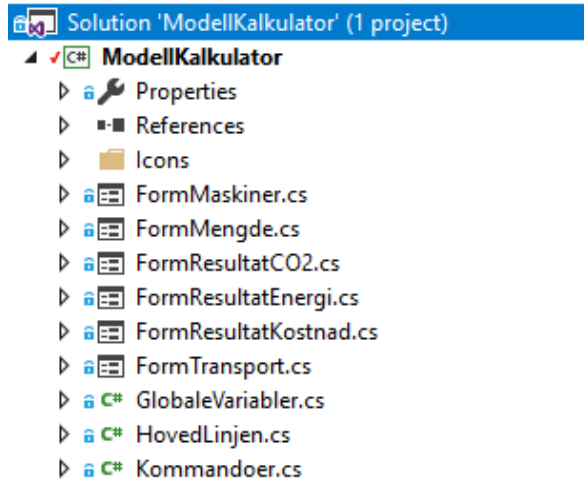 Solution 'ModellKalkulator' (1 project)
C# ModellKalkulator
Properties
References
Icons
FormMaskiner.cs
FormMengde.cs
FormResultatCO2.cs
FormResultatEnergi.cs
FormResultatKostnad.cs
FormTransport.cs
C# GlobaleVariabler.cs
C# HovedLinjen.cs
C# Kommandoer.cs